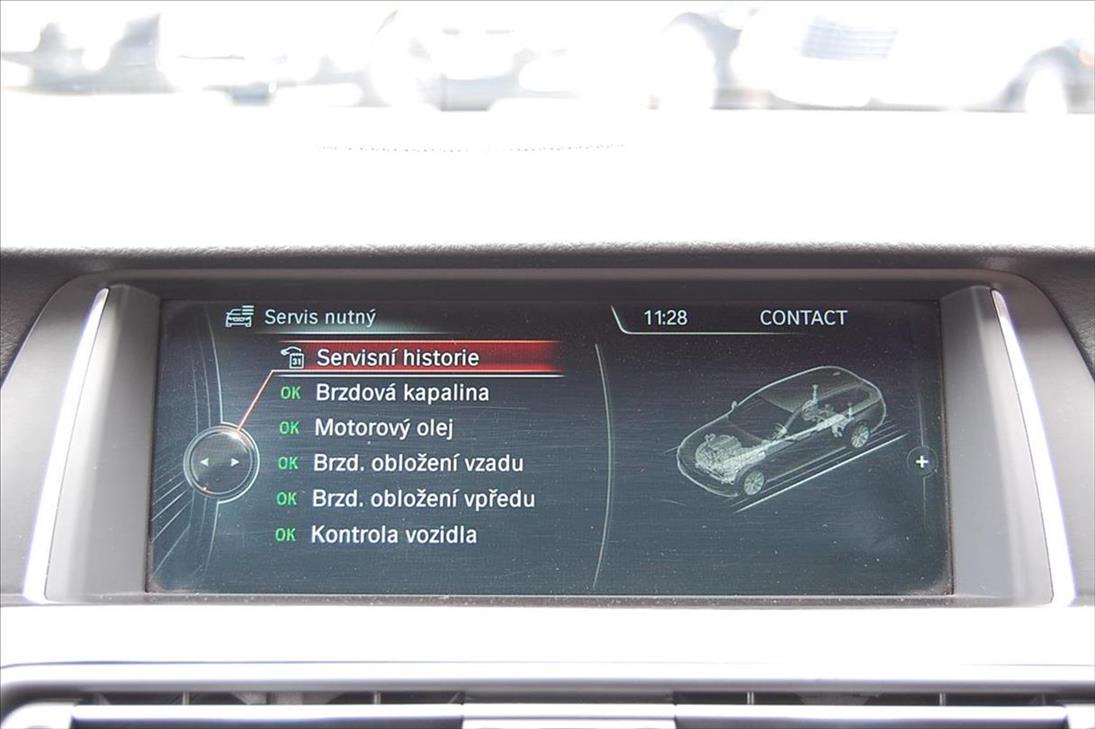 Servis nutný
11:28 CONTACT
31 Servisní historie
OK Brzdová kapalina
OK Motorový olej
OK Brzd. obložení vzadu
OK Brzd. obložení vpředu
OK Kontrola vozidla